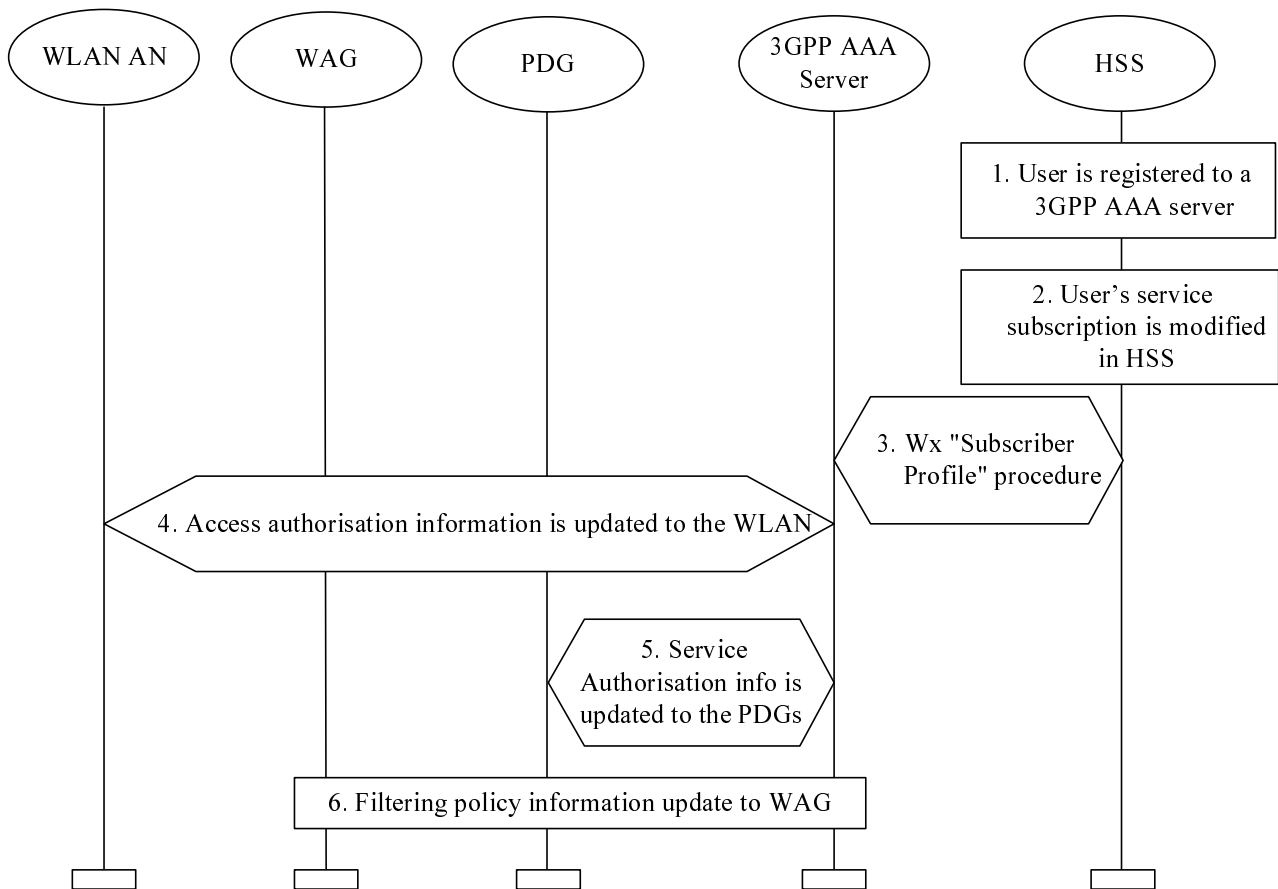 WLAN AN
WAG
PDG
3GPP AAA
Server
HSS
1. User is registered to a
3GPP AAA server
2. User’s service
subscription is modified
in HSS
3. Wx "Subscriber
Profile" procedure
4. Access authorisation information is updated to the WLAN
5. Service
Authorisation info is
updated to the PDGs
6. Filtering policy information update to WAG